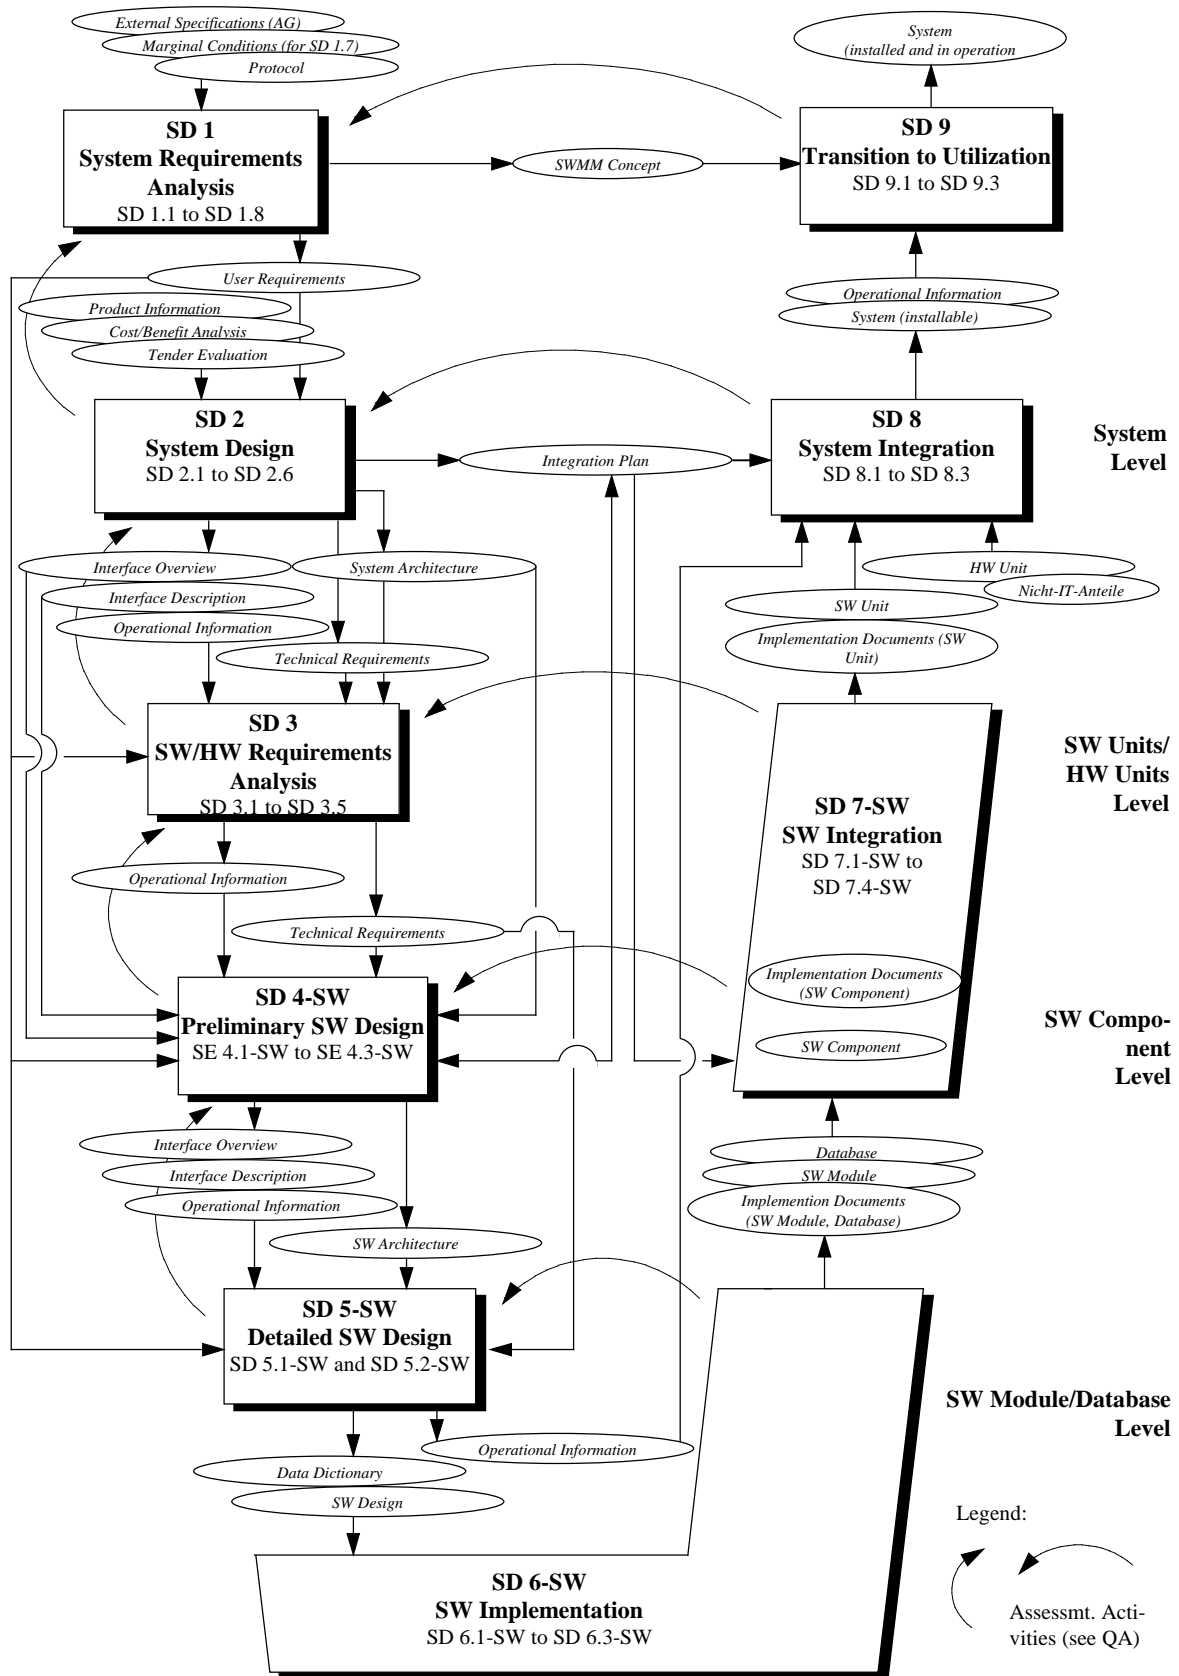 External Specifications (AG)
Marginal Conditions (for SD 1.7)
Protocol
System
(installed and in operation
SD 1
System Requirements
Analysis
SD 1.1 to SD 1.8
SWMM Concept
SD 9
Transition to Utilization
SD 9.1 to SD 9.3
User Requirements
Product Information
Cost/Benefit Analysis
Tender Evaluation
Operational Information
System (installable)
SD 2
System Design
SD 2.1 to SD 2.6
Integration Plan
SD 8
System Integration
SD 8.1 to SD 8.3
System
Level
Interface Overview
System Architecture
Interface Description
Operational Information
Technical Requirements
HW Unit
Nicht-IT-Anteile
SW Unit
Implementation Documents (SW
Unit)
SD 3
SW/HW Requirements
Analysis
SD 3.1 to SD 3.5
SW Units/
HW Units
Level
SD 7-SW
SW Integration
SD 7.1-SW to
SD 7.4-SW
Operational Information
Technical Requirements
Implementation Documents
(SW Component)
SW Component
SD 4-SW
Preliminary SW Design
SE 4.1-SW to SE 4.3-SW
SW Compo-
nent
Level
Interface Overview
Interface Description
Operational Information
SW Architecture
Database
SW Module
Implemention Documents
(SW Module, Database)
SD 5-SW
Detailed SW Design
SD 5.1-SW and SD 5.2-SW
SW Module/Database
Level
Operational Information
Data Dictionary
SW Design
SD 6-SW
SW Implementation
SD 6.1-SW to SD 6.3-SW
Legend:
Assessmt. Acti-
vities (see QA)